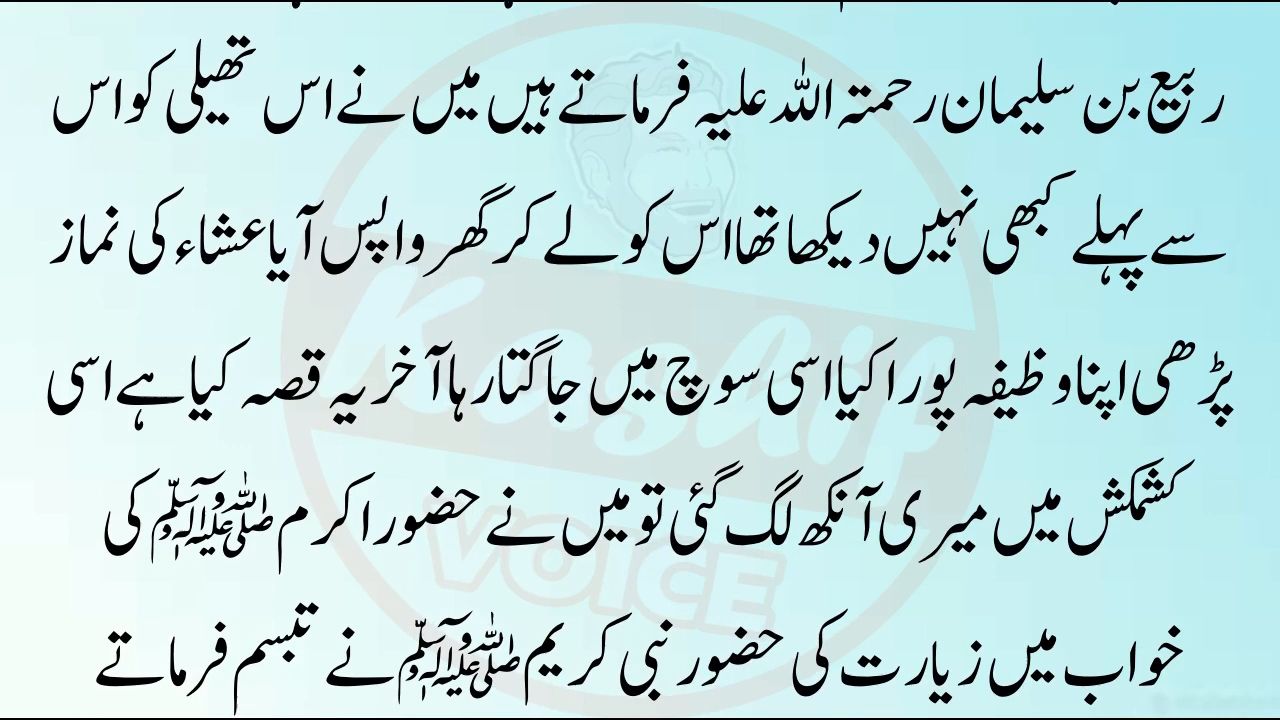 ربیع بن سلیمان رحمتہ اللہ علیہ فرماتے ہیں میں نے اس تھیلی کو اس
سے پہلے کبھی نہیں دیکھا تھا اس کو لے کر گھر واپس آیا عشاء کی نماز
پڑھی اپنا وظیفہ پورا کیا اسی سوچ میں جاگتا رہا آخر یہ قصہ کیا ہے اسی
کشمکش میں میری آنکھ لگ گئی تو میں نے حضور اکرم ﷺ کی
خواب میں زیارت کی حضور نبی کریم ﷺ نے تبسم فرماتے
Kashif
VOICE